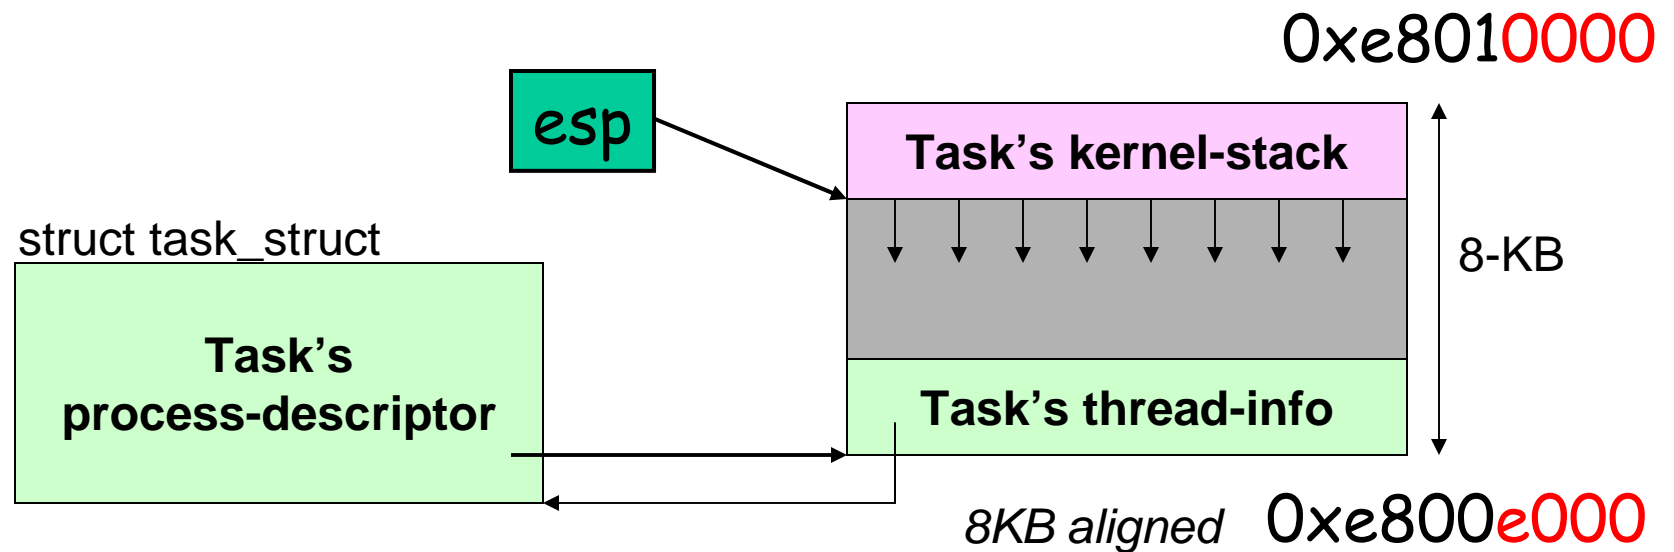 0xe8010000
esp
Task's kernel-stack
struct task_struct
8-KB
Task's
process-descriptor
Task's thread-info
8KB aligned 0xe800e000